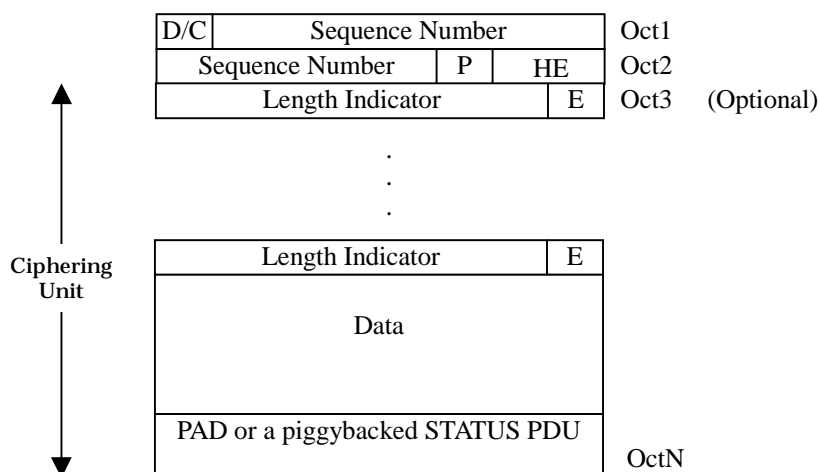 D/C Sequence Number Oct1
Sequence Number P HE Oct2
Length Indicator E Oct3 (Optional)
.
.
.
Length Indicator E
Ciphering
Unit
Data
PAD or a piggybacked STATUS PDU
OctN